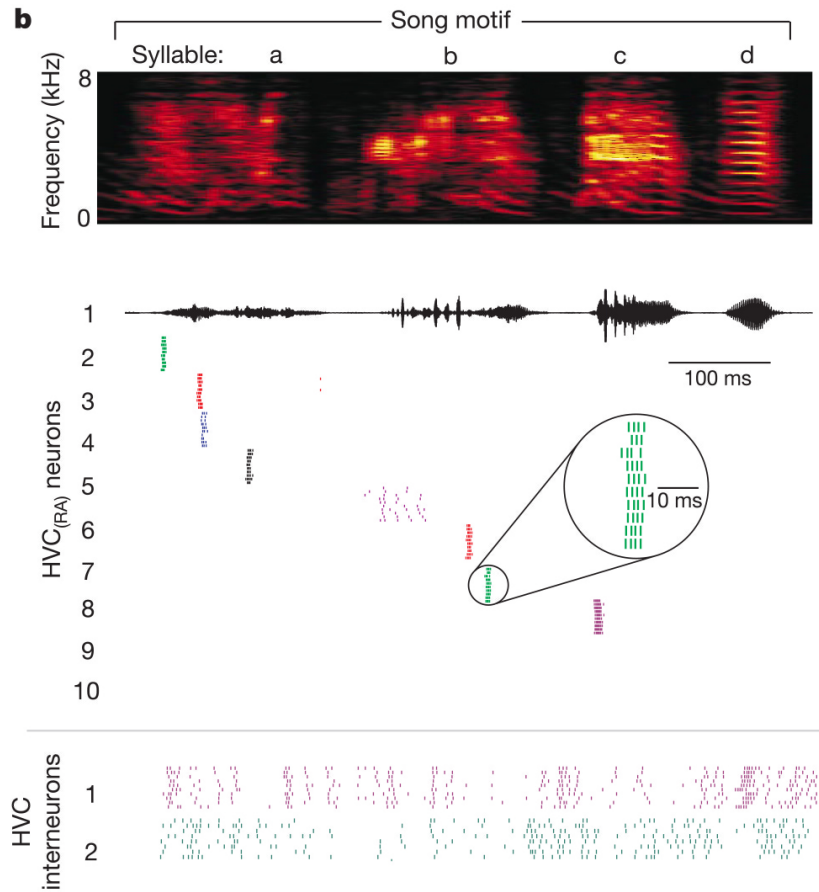 b
Song motif
Syllable: a b c d
Frequency (kHz)
8
0
HVC(RA) neurons
1
2
3
4
5
6
7
8
9
10
100 ms
10 ms
HVC
interneurons
1
2